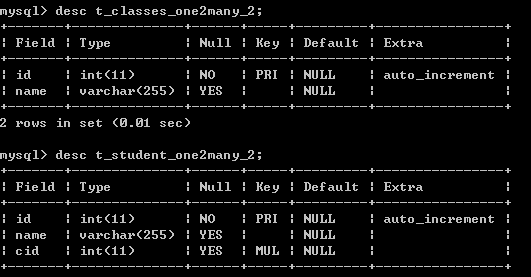 mysql> desc t_classes_one2many_2;
+-------+--------------+------+-----+---------+----------------+
| Field | Type         | Null | Key | Default | Extra          |
+-------+--------------+------+-----+---------+----------------+
| id    | int(11)      | NO   | PRI | NULL    | auto_increment |
| name  | varchar(255) | YES  |     | NULL    |                |
+-------+--------------+------+-----+---------+----------------+
2 rows in set (0.01 sec)
mysql> desc t_student_one2many_2;
+-------+--------------+------+-----+---------+----------------+
| Field | Type         | Null | Key | Default | Extra          |
+-------+--------------+------+-----+---------+----------------+
| id    | int(11)      | NO   | PRI | NULL    | auto_increment |
| name  | varchar(255) | YES  |     | NULL    |                |
| cid   | int(11)      | YES  | MUL | NULL    |                |
+-------+--------------+------+-----+---------+----------------+